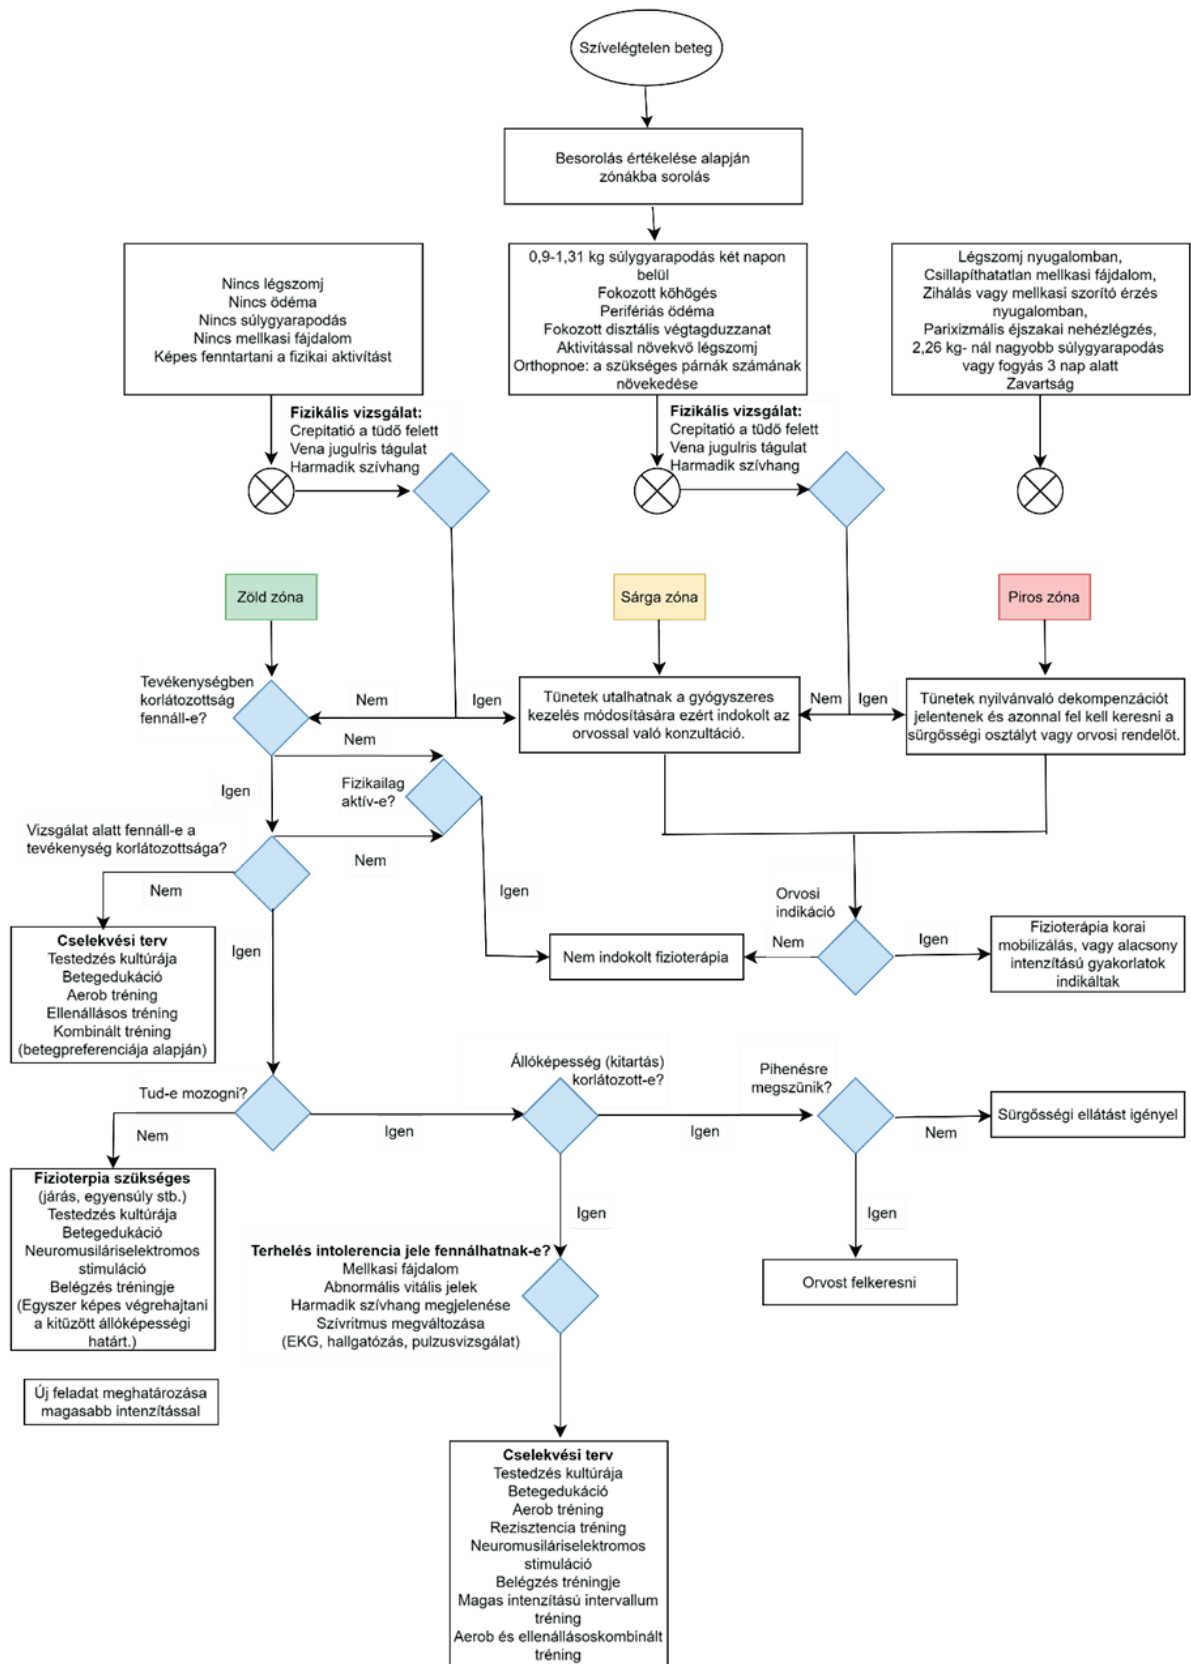 Szívelégtelen beteg
Besorolás értékelése alapján
zónákba sorolás
Nincs légszomj
Nincs ödéma
Nincs súlygyarapodás
Nincs mellkasi fájdalom
Képes fenntartani a fizikai aktivítást
0,9-1,31 kg súlygyarapodás két napon
belül
Fokozott köhögés
Perifériás ödéma
Fokozott disztális végtagduzzanat
Aktivitással növekvő légszomj
Orthopnoe: a szükséges párnák számának
növekedése
Légszomj nyugalomban,
Csillapíthatatlan mellkasi fájdalom,
Zihálás vagy mellkasi szorító érzés
nyugalomban,
Parixizmális éjszakai nehézlégzés,
2,26 kg- nál nagyobb súlygyarapodás
vagy fogyás 3 nap alatt
Zavartság
Fizikális vizsgálat:
Crepitatió a tüdő felett
Vena jugulris tágulat
Harmadik szívhang
Fizikális vizsgálat:
Crepitatió a tüdő felett
Vena jugulris tágulat
Harmadik szívhang
Zöld zóna
Sárga zóna
Piros zóna
Tevékenységben
korlátozottság
fennáll-e?
Nem
Igen
Tünetek utalhatnak a gyógyszeres
kezelés módosítására ezért indokolt az
orvossal való konzultáció.
Nem
Igen
Tünetek nyilvánvaló dekompenzációt
jelentenek és azonnal fel kell keresni a
sürgősségi osztályt vagy orvosi rendelőt.
Nem
Igen
Fizikailag
aktív-e?
Vizsgálat alatt fennáll-e a
tevékenység korlátozottsága?
Nem
Nem
Igen
Igen
Orvosi
indikáció
Nem
Igen
Cselekvési terv
Testedzés kultúrája
Betegedukáció
Aerob tréning
Ellenállásos tréning
Kombinált tréning
(betegpreferenciája alapján)
Nem indokolt fizioterápia
Fizioterápia korai
mobilizálás, vagy alacsony
intenzítású gyakorlatok
indikáltak
Tud-e mozogni?
Állóképesség (kitartás)
korlátozott-e?
Pihenésre
megszünik?
Nem
Igen
Igen
Nem
Sürgősségi ellátást igényel
Fizioterpia szükséges
(járás, egyensúly stb.)
Testedzés kultúrája
Betegedukáció
Neuromusiláriselektromos
stimuláció
Belégzés tréningje
(Egyszer képes végrehajtani
a kitüzött állóképességi
határt.)
Igen
Igen
Terhelés intolerencia jele fennálhatnak-e?
Mellkasi fájdalom
Abnormális vitális jelek
Harmadik szívhang megjelenése
Szívritmus megváltozása
(EKG, hallgatózás, pulzusvizsgálat)
Orvost felkeresni
Új feladat meghatározása
magasabb intenzítással
Cselekvési terv
Testedzés kultúrája
Betegedukáció
Aerob tréning
Rezisztencia tréning
Neuromusiláriselektromos
stimuláció
Belégzés tréningje
Magas intenzítású intervallum
tréning
Aerob és ellenállásoskombinált
tréning